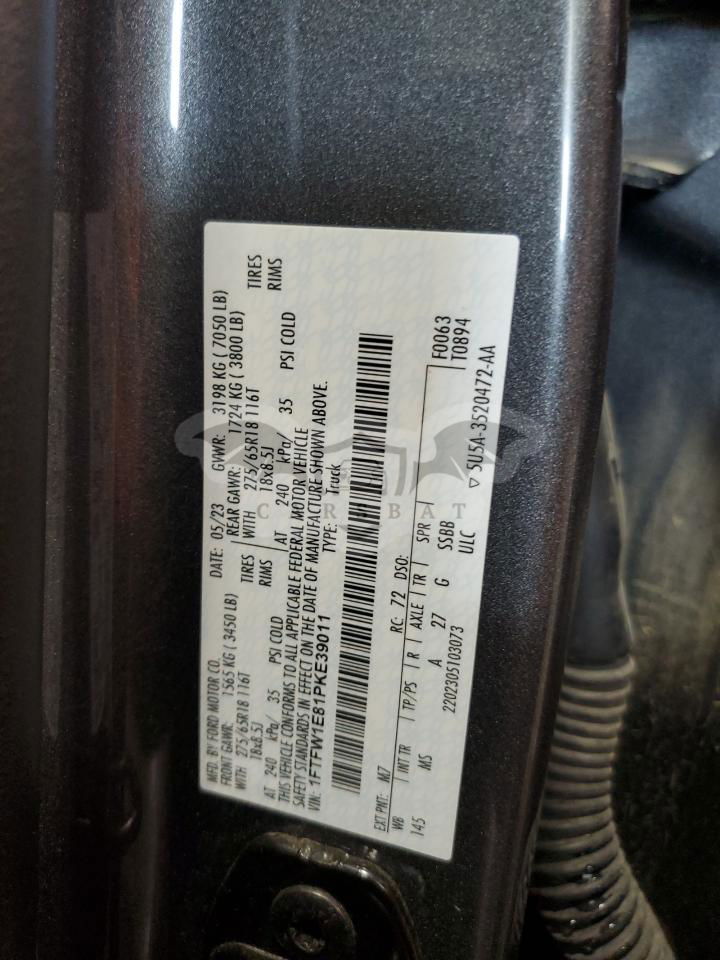 MFD. BY FORD MOTOR CO.
DATE: 05/23 GVWR: 3198 KG ( 7050 LB)
FRONT GAWR: 1565 KG ( 3450 LB)
REAR GAWR: 1724 KG ( 3800 LB)
WITH 275/65R18 116T TIRES
WITH 275/65R18 116T TIRES
18x8.5J RIMS
18x8.5J RIMS
AT 240 kPa/ 35 PSI COLD
AT 240 kPa/ 35 PSI COLD
THIS VEHICLE CONFORMS TO ALL APPLICABLE FEDERAL MOTOR VEHICLE
SAFETY STANDARDS IN EFFECT ON THE DATE OF MANUFACTURE SHOWN ABOVE.
VIN: 1FTFW1E81PKE39011 TYPE: Truck
EXT PNT: M7 RC: 72 DSO:
WB INT TR TP/PS R AXLE TR SPR F0063
145 MS A 27 G SSBB T0894
2202305103073 ULC ▽ 5U5A-3520472-AA
CARSBAT